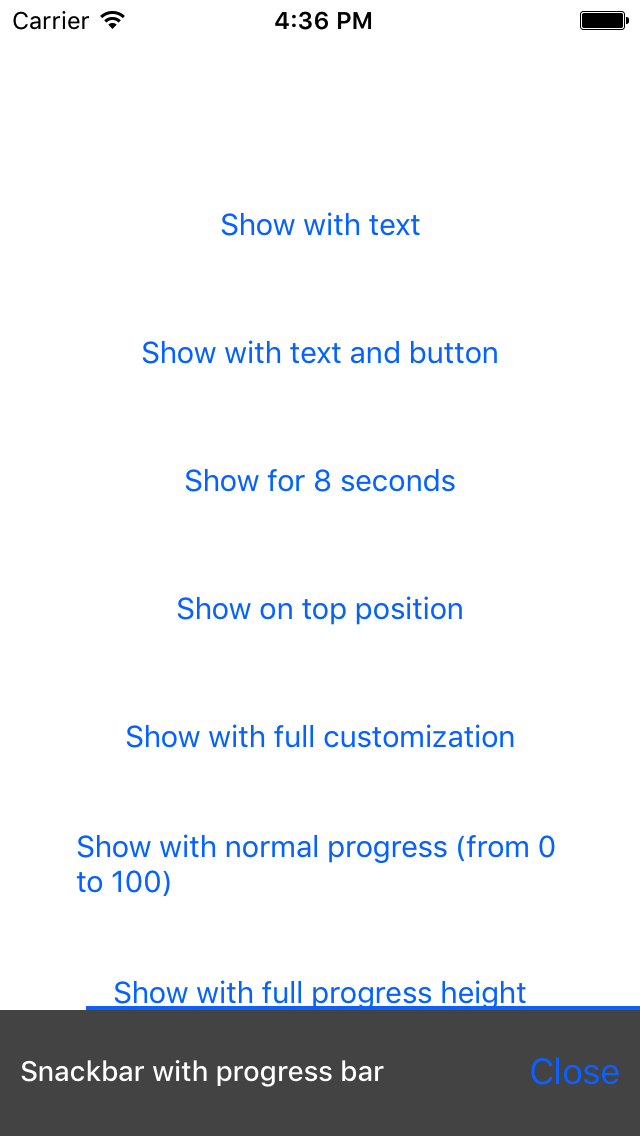 Carrier 4:36 PM
Show with text
Show with text and button
Show for 8 seconds
Show on top position
Show with full customization
Show with normal progress (from 0
to 100)
Show with full progress height
Snackbar with progress bar Close